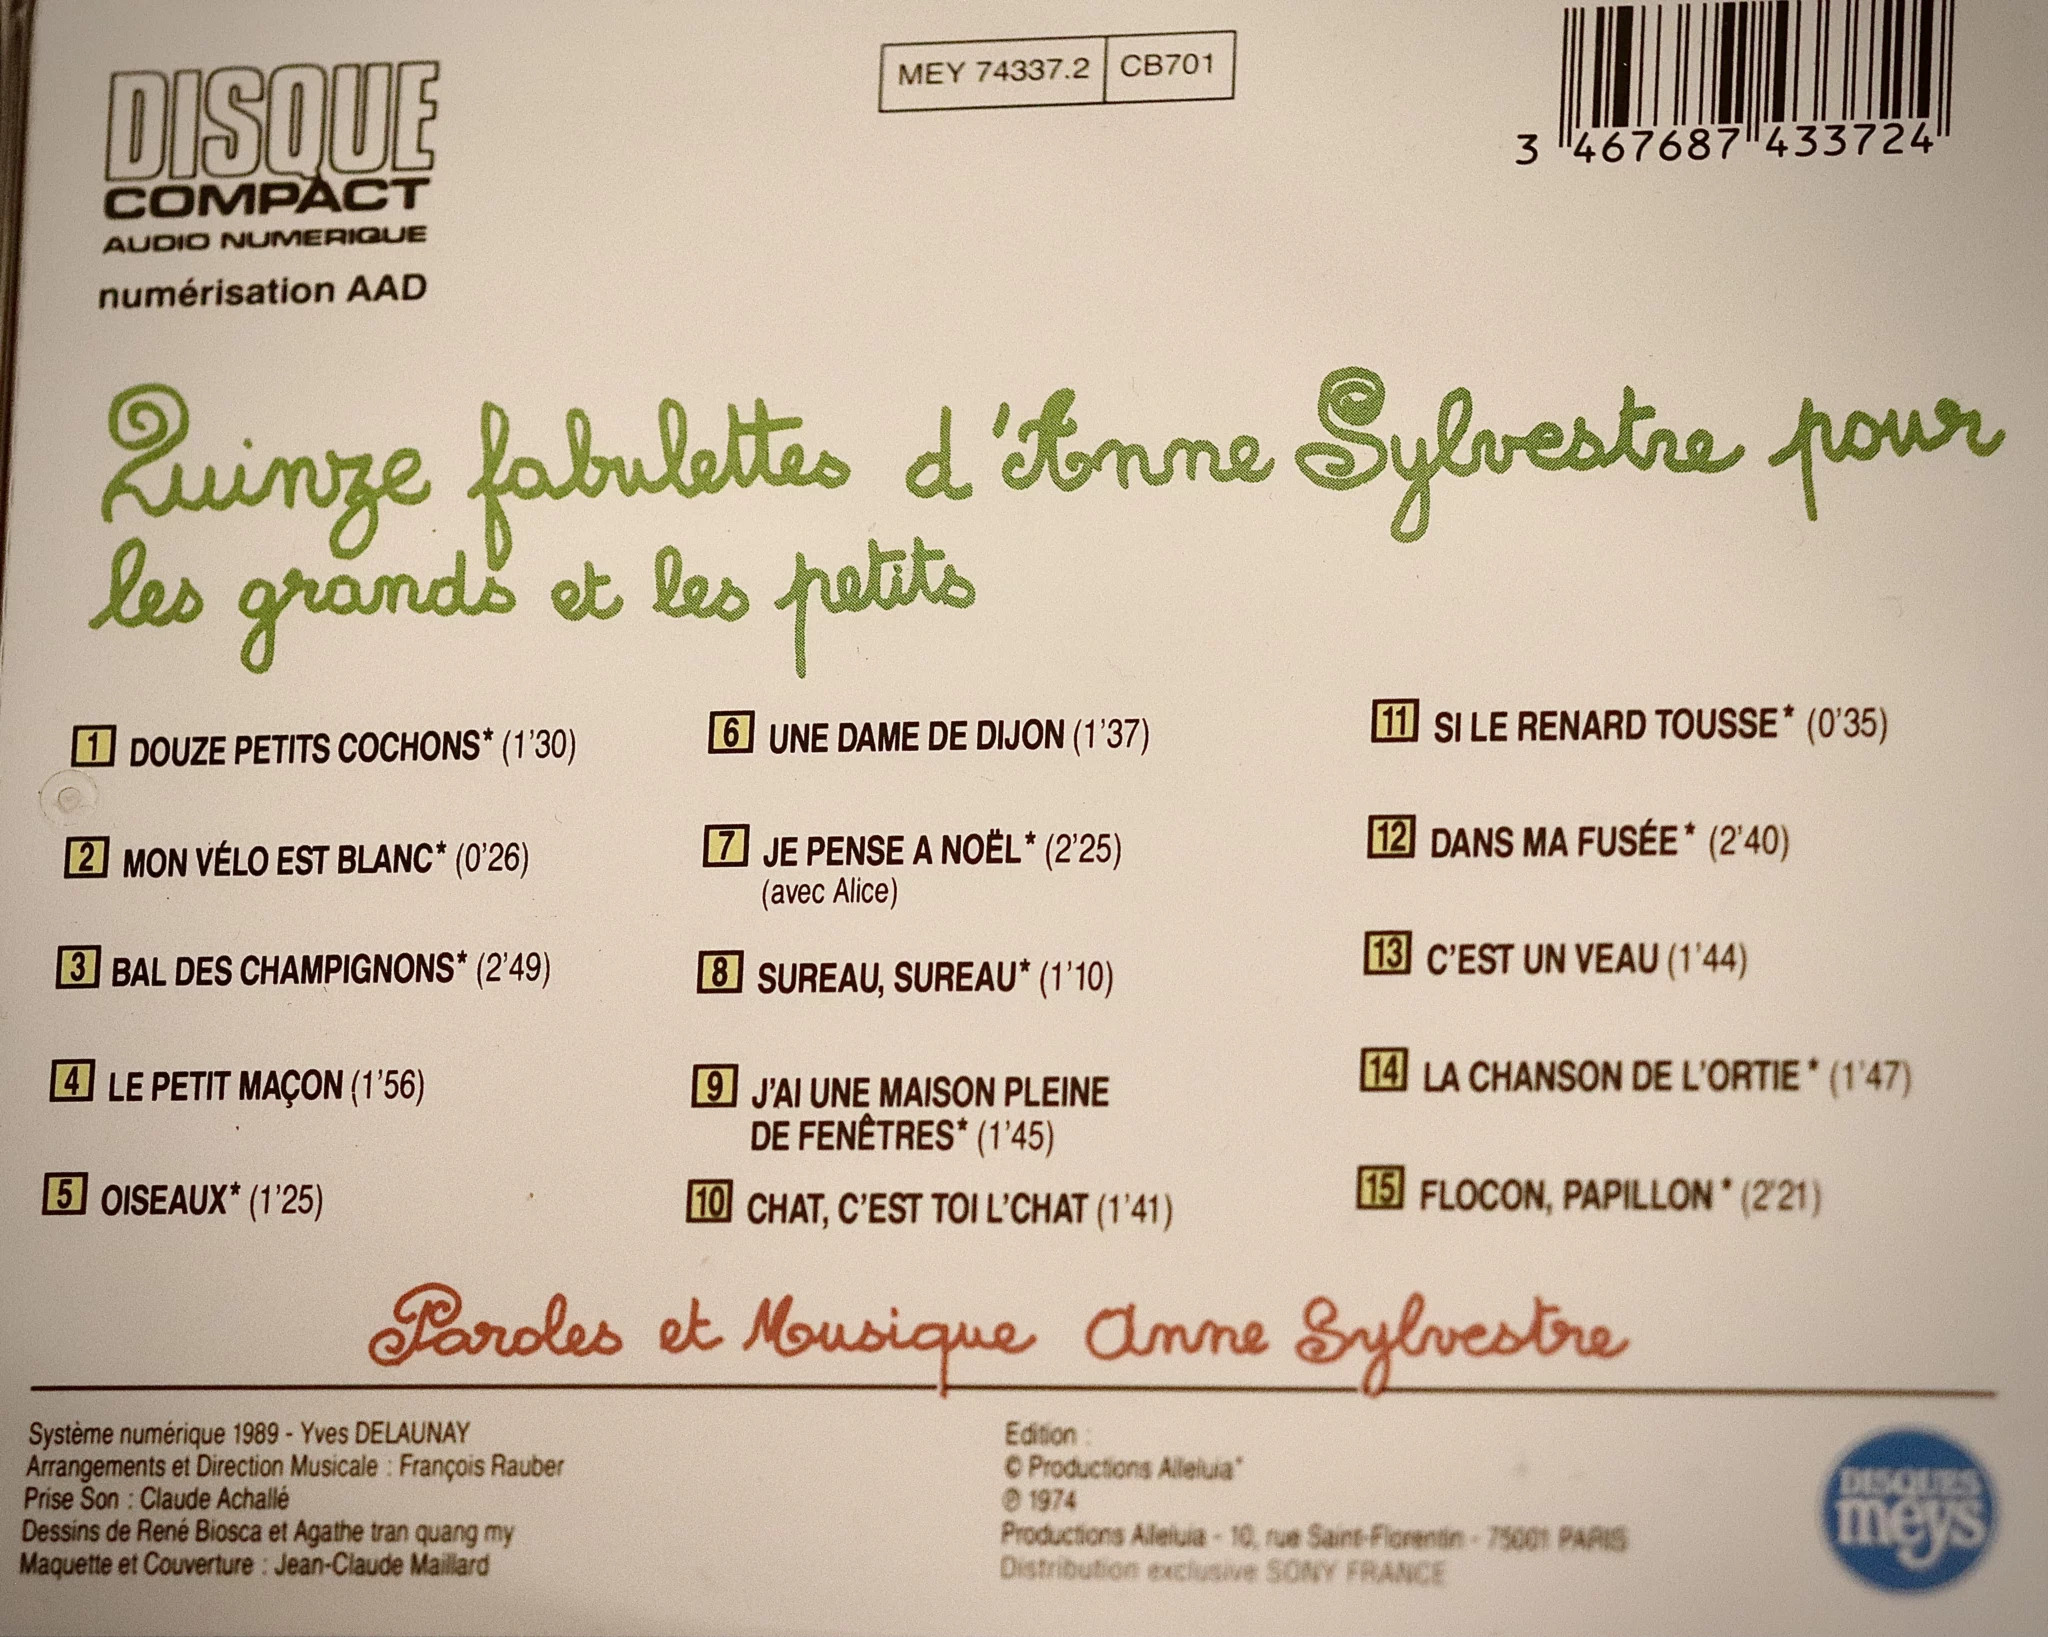 DISQUE
COMPACT
AUDIO NUMERIQUE
numérisation AAD
MEY 74337.2 CB701
3 467687 433724
Quinze fabulettes d'Anne Sylvestre pour
les grands et les petits
1 DOUZE PETITS COCHONS* (1'30)
2 MON VÉLO EST BLANC* (0'26)
3 BAL DES CHAMPIGNONS* (2'49)
4 LE PETIT MAÇON (1'56)
5 OISEAUX* (1'25)
6 UNE DAME DE DIJON (1'37)
7 JE PENSE A NOËL* (2'25)
(avec Alice)
8 SUREAU, SUREAU* (1'10)
9 J'AI UNE MAISON PLEINE
DE FENÊTRES* (1'45)
10 CHAT, C'EST TOI L'CHAT (1'41)
11 SI LE RENARD TOUSSE* (0'35)
12 DANS MA FUSÉE* (2'40)
13 C'EST UN VEAU (1'44)
14 LA CHANSON DE L'ORTIE* (1'47)
15 FLOCON, PAPILLON* (2'21)
Paroles et Musique Anne Sylvestre
Système numérique 1989 - Yves DELAUNAY
Arrangements et Direction Musicale : François Rauber
Prise Son : Claude Achallé
Dessins de René Biosca et Agathe tran quang my
Maquette et Couverture : Jean-Claude Maillard
Edition :
© Productions Alleluia*
℗ 1974
Productions Alleluia - 10, rue Saint-Florentin - 75001 PARIS
Distribution exclusive SONY FRANCE
DISQUES
meys